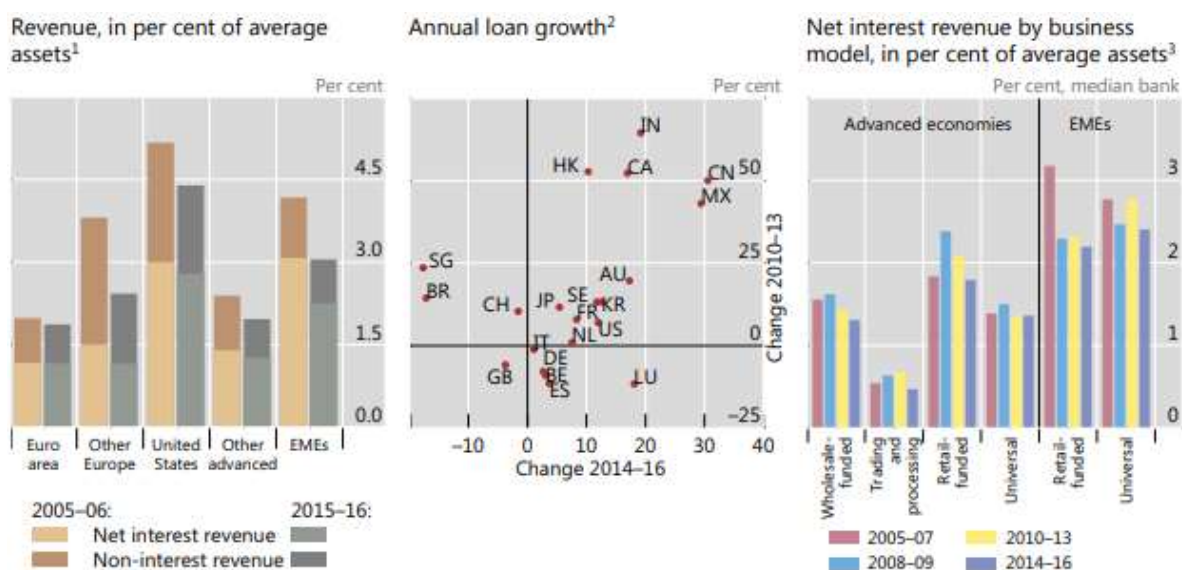 Revenue, in per cent of average
assets1
Per cent
4.5
3.0
1.5
0.0
Euro
area
Other
Europe
United
States
Other
advanced
EMEs
2005–06:
Net interest revenue
Non-interest revenue
2015–16:
Annual loan growth2
Per cent
IN
HK
CA
CN
MX
SG
BR
AU
CH
JP
SE
KR
FR
US
NL
IT
DE
GB
BE
ES
LU
50
25
0
–25
Change 2010–13
–10
0
10
20
30
40
Change 2014–16
Net interest revenue by business
model, in per cent of average assets3
Per cent, median bank
Advanced economies
EMEs
3
2
1
0
Wholesale-
funded
Trading
and
processing
Retail-
funded
Universal
Retail-
funded
Universal
2005–07
2010–13
2008–09
2014–16